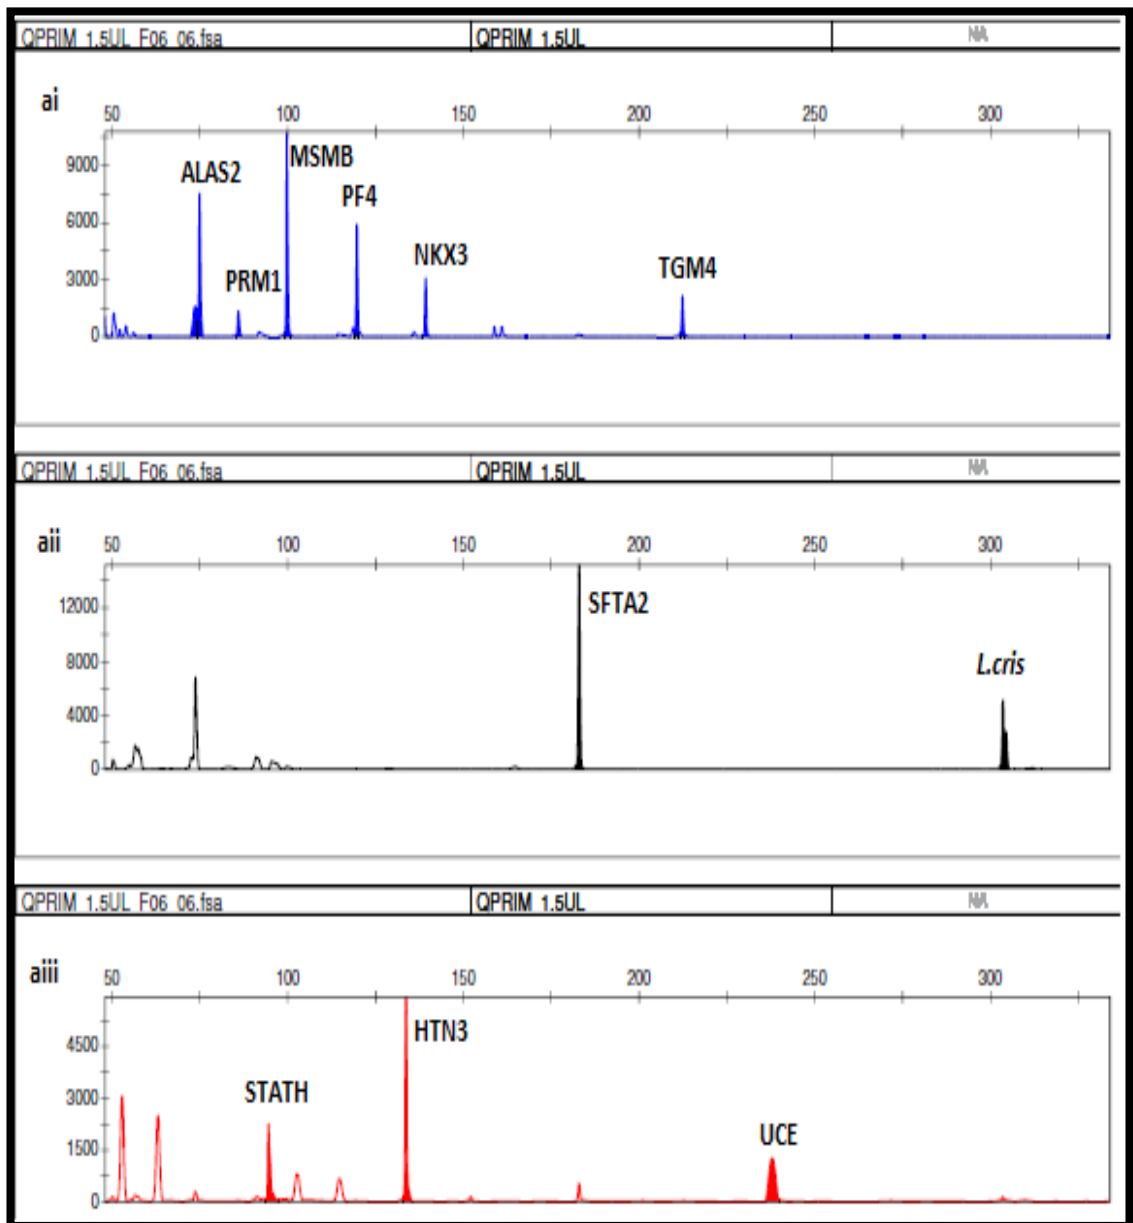 QPRIM 1.5UL F06 06.fsa QPRIM 1.5UL NA
ai
50 100 150 200 250 300
9000
6000
3000
0
ALAS2
PRM1
MSMB
PF4
NKX3
TGM4
QPRIM 1.5UL F06 06.fsa QPRIM 1.5UL NA
aii
50 100 150 200 250 300
12000
8000
4000
0
SFTA2
L.cris
QPRIM 1.5UL F06 06.fsa QPRIM 1.5UL NA
aiii
50 100 150 200 250 300
4500
3000
1500
0
STATH
HTN3
UCE